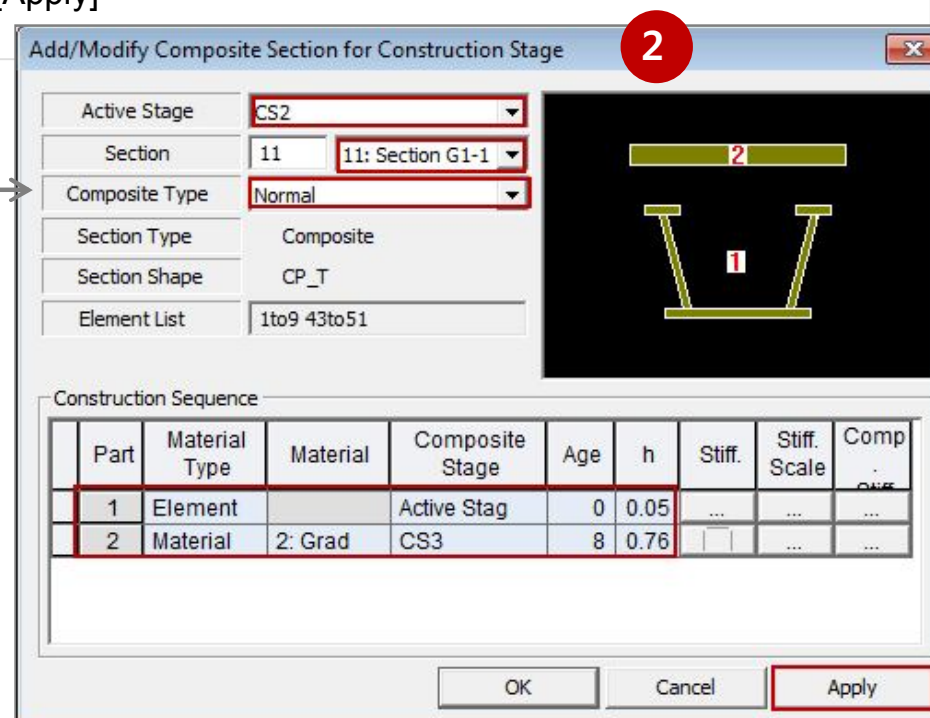 Apply]
Add/Modify Composite Section for Construction Stage
2
Active Stage CS2
Section 11 11: Section G1-1
Composite Type Normal
Section Type Composite
Section Shape CP_T
Element List 1to9 43to51
2
1
Construction Sequence
Part Material Type Material Composite Stage Age h Stiff. Stiff. Scale Comp .
1 Element Active Stag 0 0.05 ... ... ...
2 Material 2: Grad CS3 8 0.76 ... ...
OK Cancel Apply